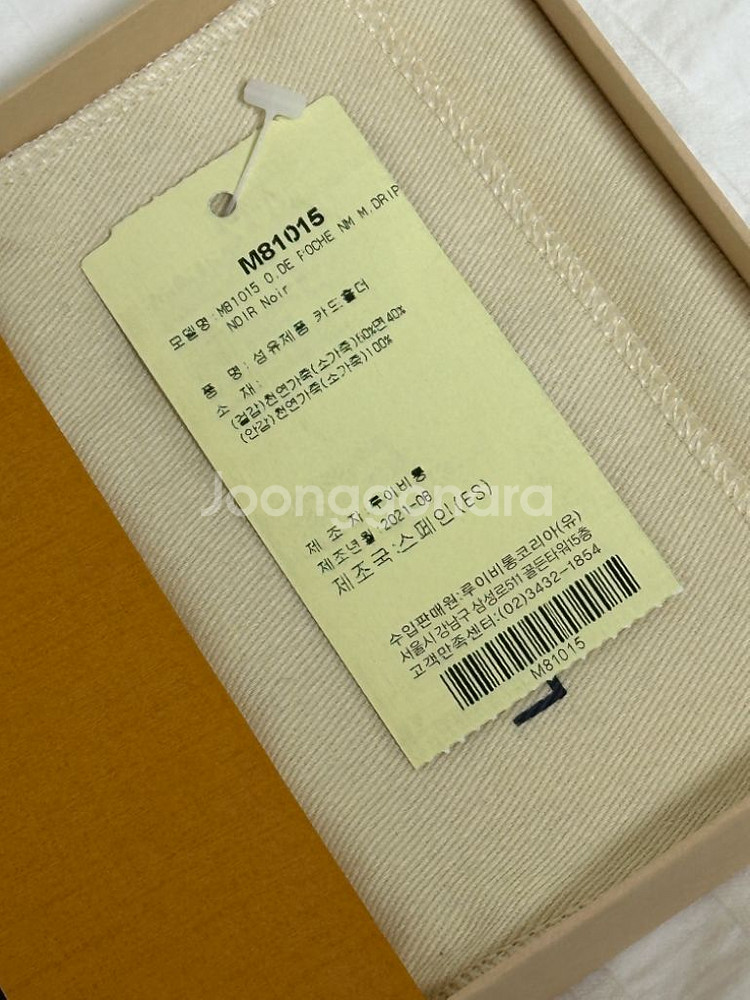 M81015
모델명:M81015 O.DE POCHE NM M.DRIP
NOIR Noir
품 명:섬유제품 카드홀더
소 재:
(겉감)천연가죽(소가죽)60%면40%
(안감)천연가죽(소가죽)100%
제 조 자:루이비통
제조년월:2021-08
제조국:스페인(ES)
수입판매원:루이비통코리아(유)
서울시 강남구 삼성로511 골든타워15층
고객만족센터:(02)3432-1854
M81015
Joonggonara